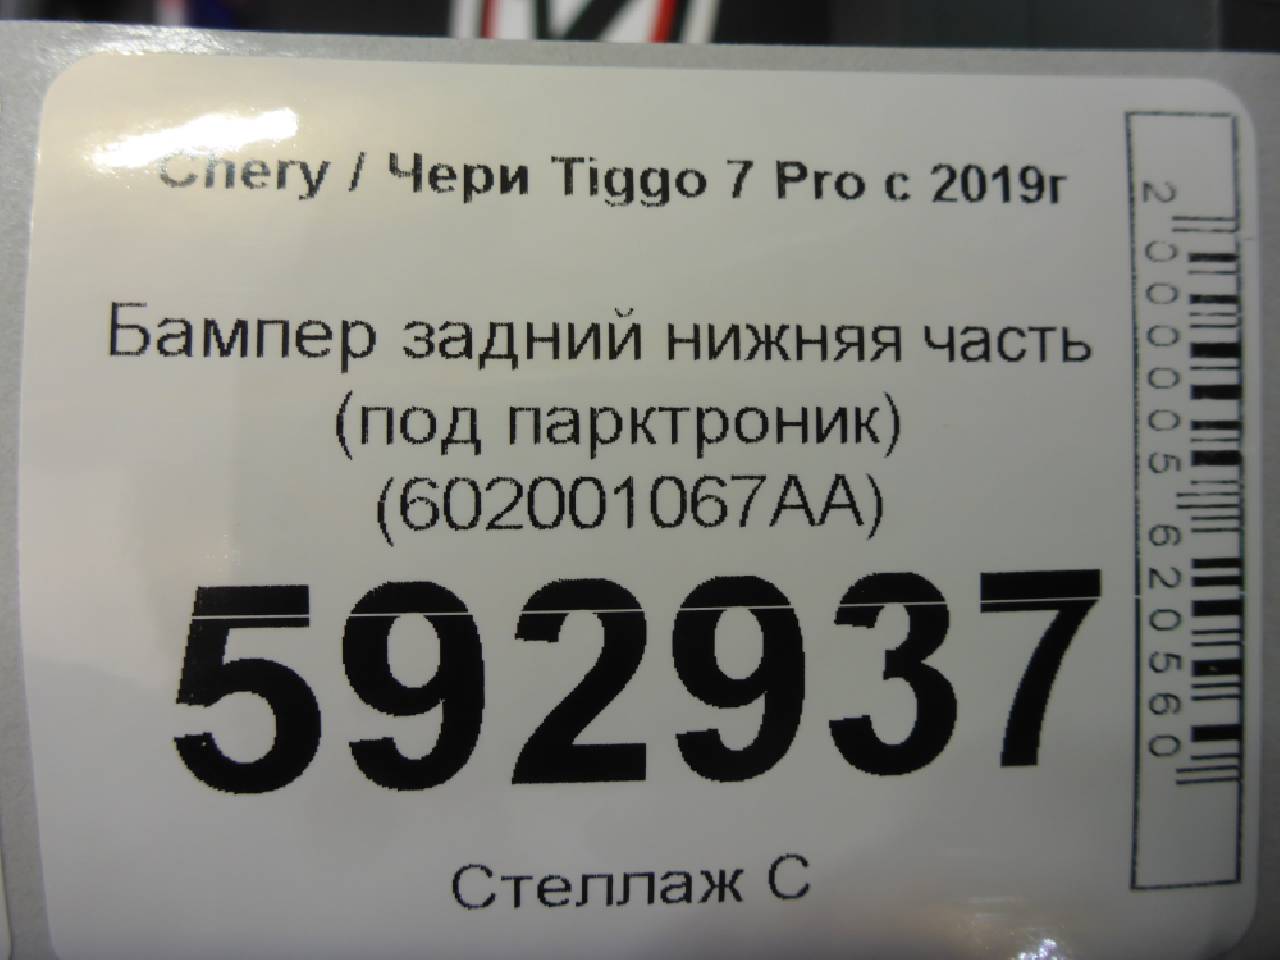 Chery / Чери Tiggo 7 Pro с 2019г
Бампер задний нижняя часть
(под парктроник)
(602001067AA)
592937
Стеллаж С
2000005620560